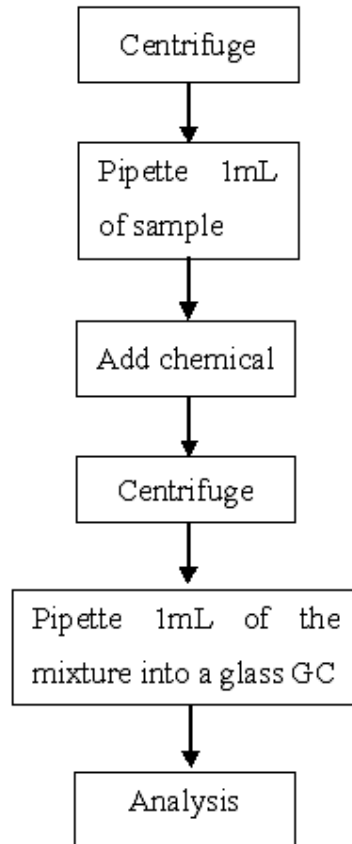 Centrifuge
Pipette 1mL
of sample
Add chemical
Centrifuge
Pipette 1mL of the
mixture into a glass GC
Analysis